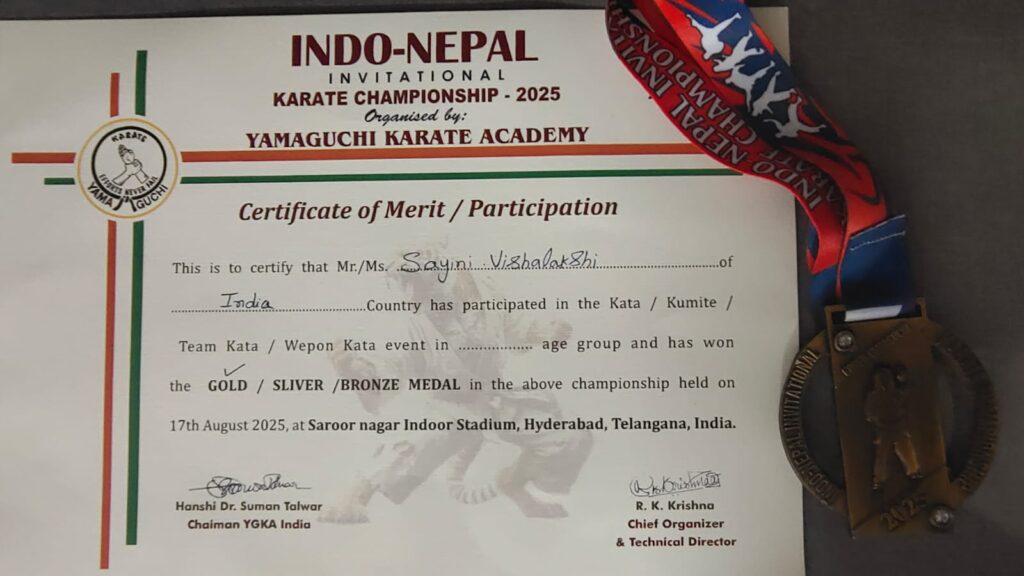 INDO-NEPAL
INVITATIONAL
KARATE CHAMPIONSHIP - 2025
Organised by:
YAMAGUCHI KARATE ACADEMY
KARATE
EFFORTS NEVER FAIL
YAMAGUCHI
Certificate of Merit / Participation
This is to certify that Mr./Ms. Sayini Vishalakshi of
India Country has participated in the Kata / Kumite /
Team Kata / Wepon Kata event in .................. age group and has won
the GOLD / SLIVER /BRONZE MEDAL in the above championship held on
17th August 2025, at Saroor nagar Indoor Stadium, Hyderabad, Telangana, India.
Hanshi Dr. Suman Talwar
Chaiman YGKA India
R. K. Krishna
Chief Organizer
& Technical Director
INDO-NEPAL INVITA
KARATE CHAMPIONSHIP
INDO NEPAL INVITATIONAL
2025